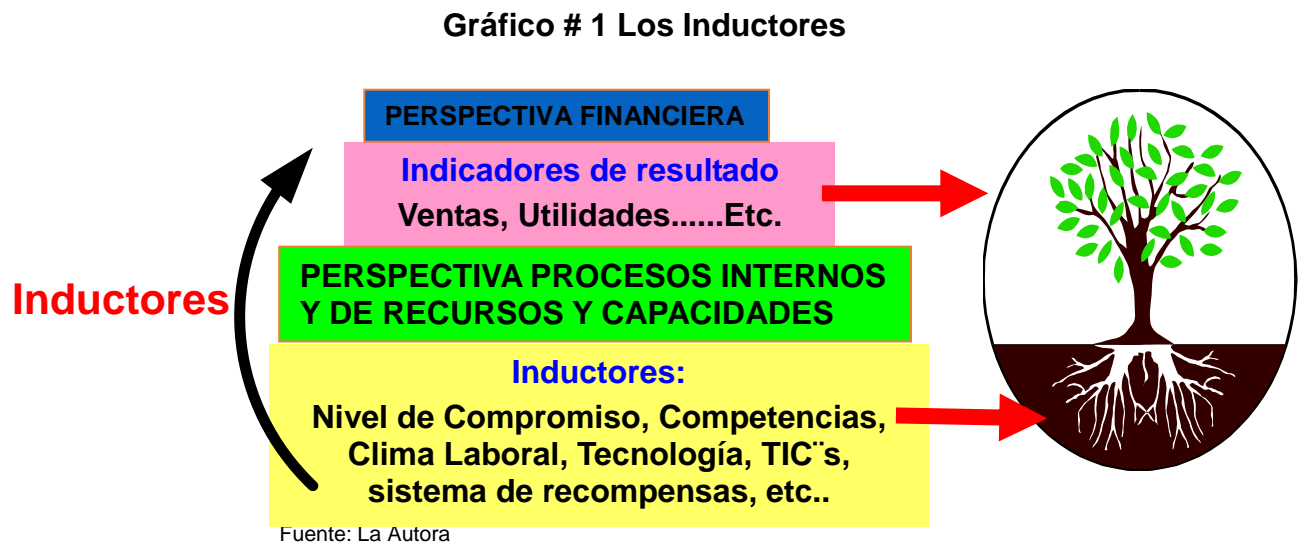 Gráfico # 1 Los Inductores
PERSPECTIVA FINANCIERA
Indicadores de resultado
Ventas, Utilidades......Etc.
PERSPECTIVA PROCESOS INTERNOS
Y DE RECURSOS Y CAPACIDADES
Inductores
Inductores:
Nivel de Compromiso, Competencias,
Clima Laboral, Tecnología, TIC¨s,
sistema de recompensas, etc..
Fuente: La Autora